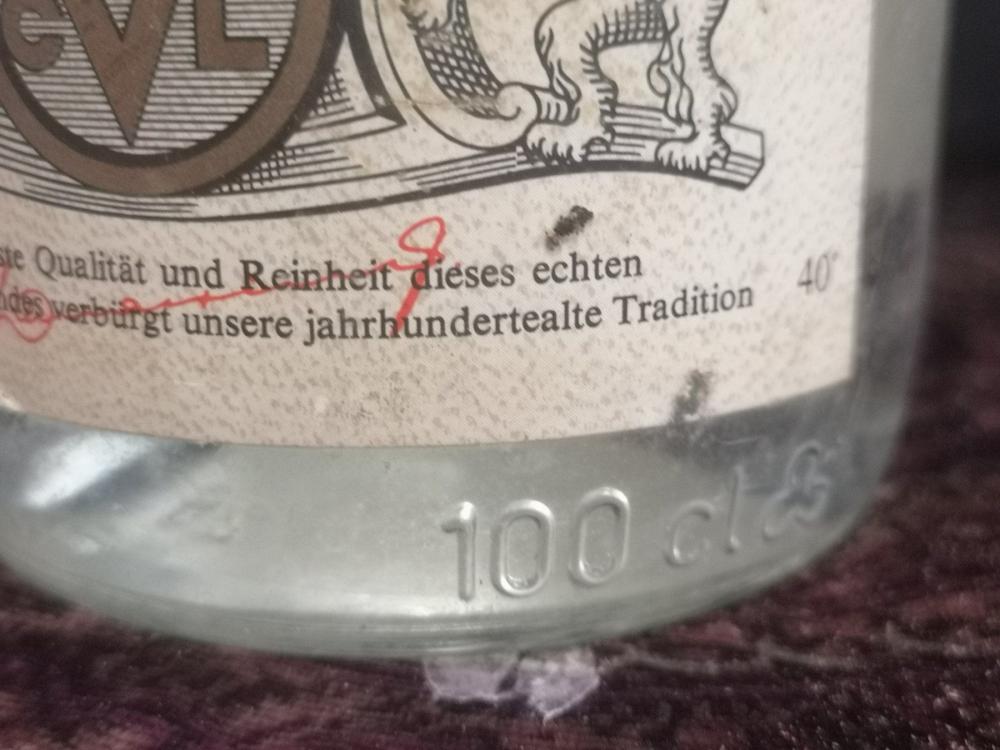 CVL
Qualität und Reinheit dieses echten
verbürgt unsere jahrhundertealte Tradition 40°
100 cl